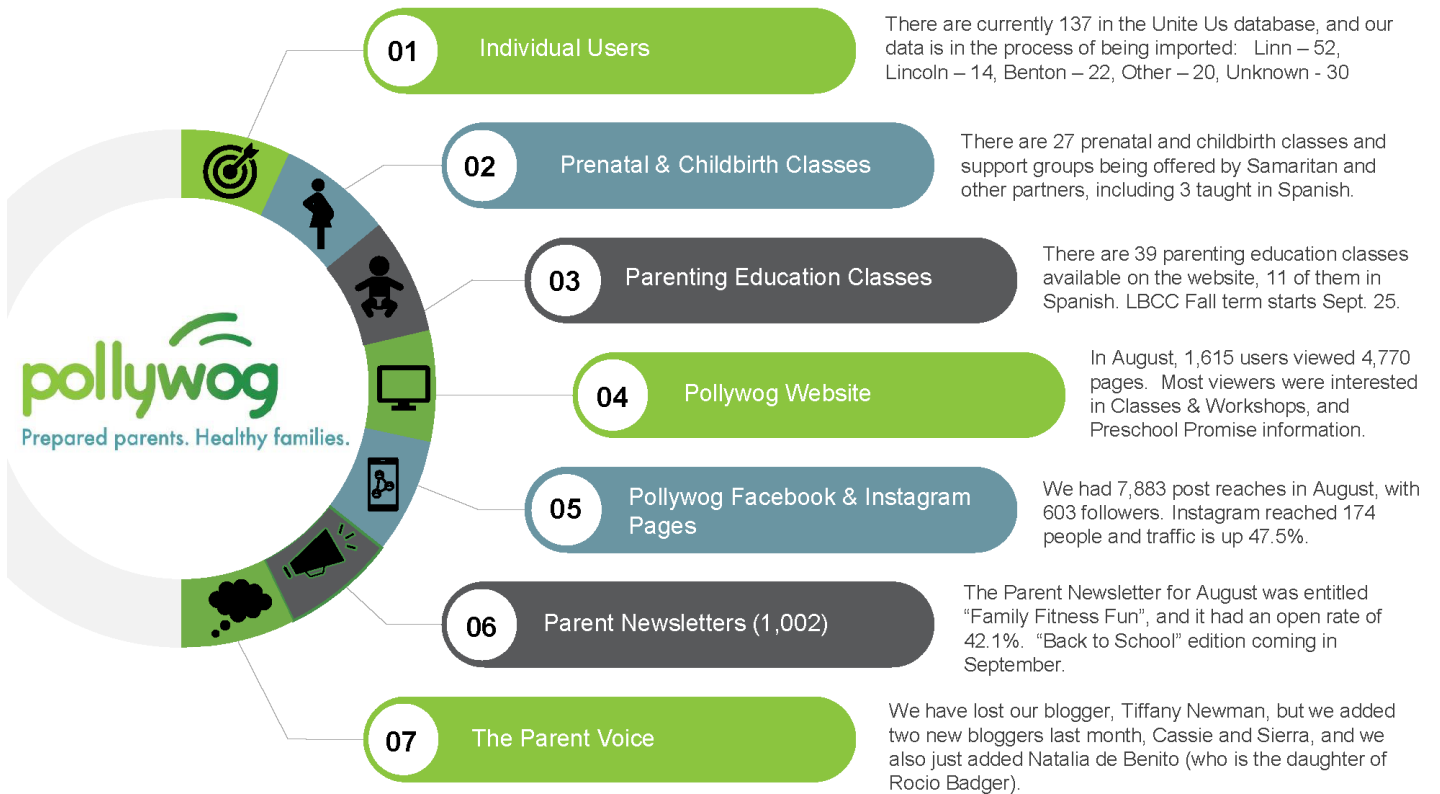 01
Individual Users
There are currently 137 in the Unite Us database, and our
data is in the process of being imported: Linn – 52,
Lincoln – 14, Benton – 22, Other – 20, Unknown - 30
02
Prenatal & Childbirth Classes
There are 27 prenatal and childbirth classes and
support groups being offered by Samaritan and
other partners, including 3 taught in Spanish.
03
Parenting Education Classes
There are 39 parenting education classes
available on the website, 11 of them in
Spanish. LBCC Fall term starts Sept. 25.
pollywog
Prepared parents. Healthy families.
04
Pollywog Website
In August, 1,615 users viewed 4,770
pages. Most viewers were interested
in Classes & Workshops, and
Preschool Promise information.
05
Pollywog Facebook & Instagram
Pages
We had 7,883 post reaches in August, with
603 followers. Instagram reached 174
people and traffic is up 47.5%.
06
Parent Newsletters (1,002)
The Parent Newsletter for August was entitled
“Family Fitness Fun”, and it had an open rate of
42.1%. “Back to School” edition coming in
September.
07
The Parent Voice
We have lost our blogger, Tiffany Newman, but we added
two new bloggers last month, Cassie and Sierra, and we
also just added Natalia de Benito (who is the daughter of
Rocio Badger).